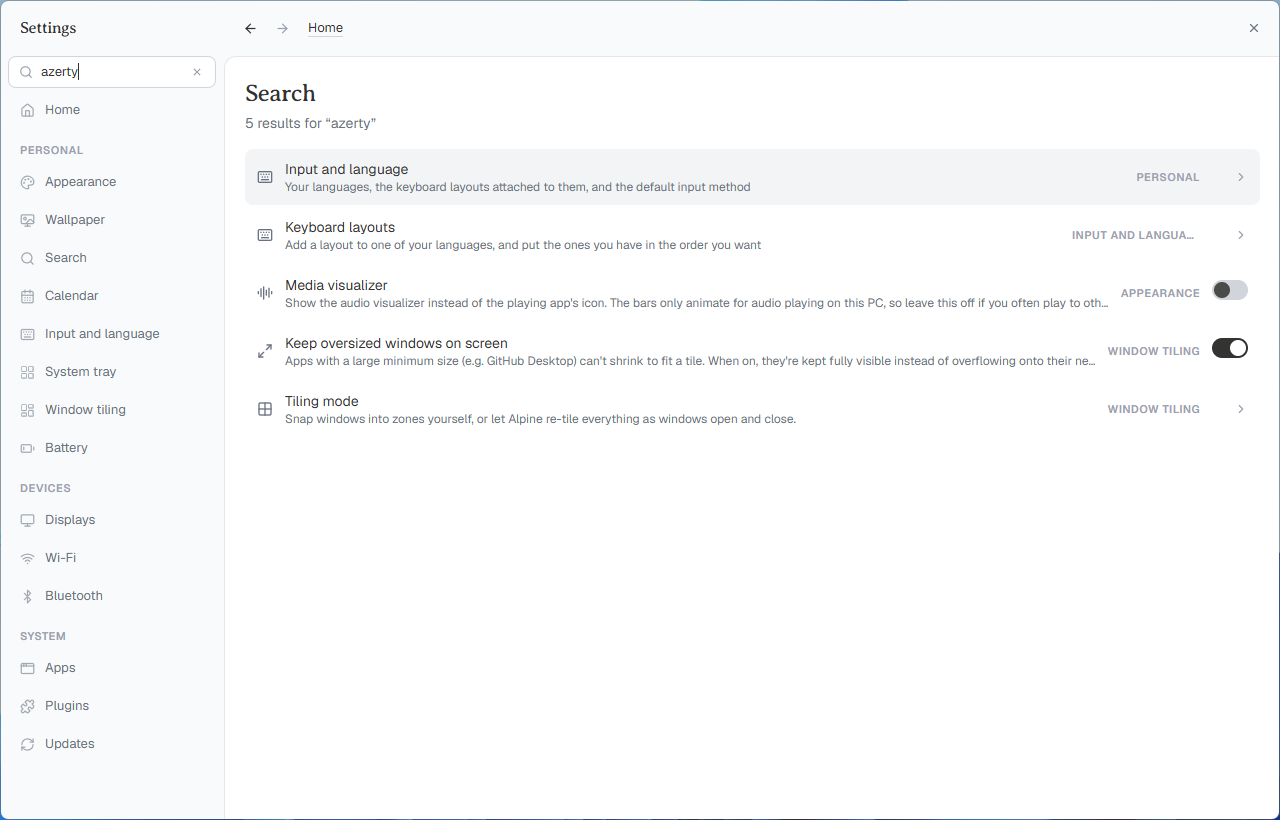 Settings
Home
azerty
Home
PERSONAL
Appearance
Wallpaper
Search
Calendar
Input and language
System tray
Window tiling
Battery
DEVICES
Displays
Wi-Fi
Bluetooth
SYSTEM
Apps
Plugins
Updates
Search
5 results for “azerty”
Input and language
Your languages, the keyboard layouts attached to them, and the default input method
PERSONAL
Keyboard layouts
Add a layout to one of your languages, and put the ones you have in the order you want
INPUT AND LANGUA…
Media visualizer
Show the audio visualizer instead of the playing app's icon. The bars only animate for audio playing on this PC, so leave this off if you often play to oth…
APPEARANCE
Keep oversized windows on screen
Apps with a large minimum size (e.g. GitHub Desktop) can't shrink to fit a tile. When on, they're kept fully visible instead of overflowing onto their ne…
WINDOW TILING
Tiling mode
Snap windows into zones yourself, or let Alpine re-tile everything as windows open and close.
WINDOW TILING